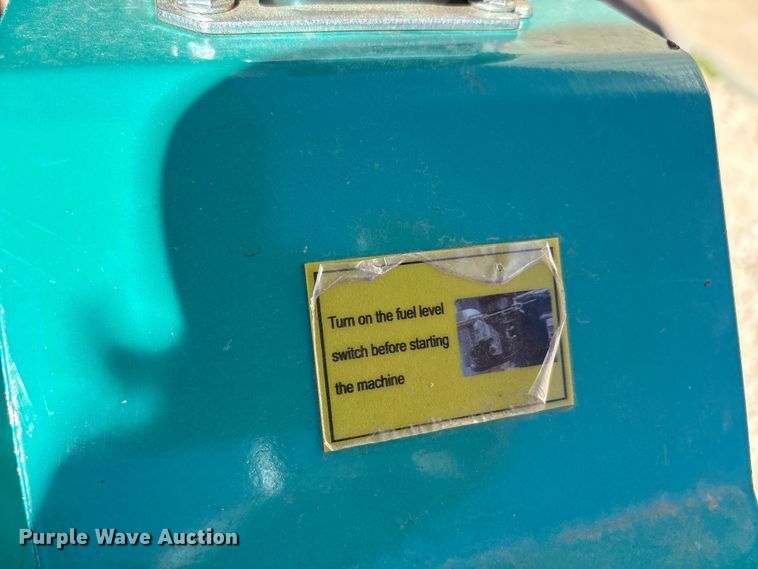 Turn on the fuel level
switch before starting
the machine
Purple Wave Auction